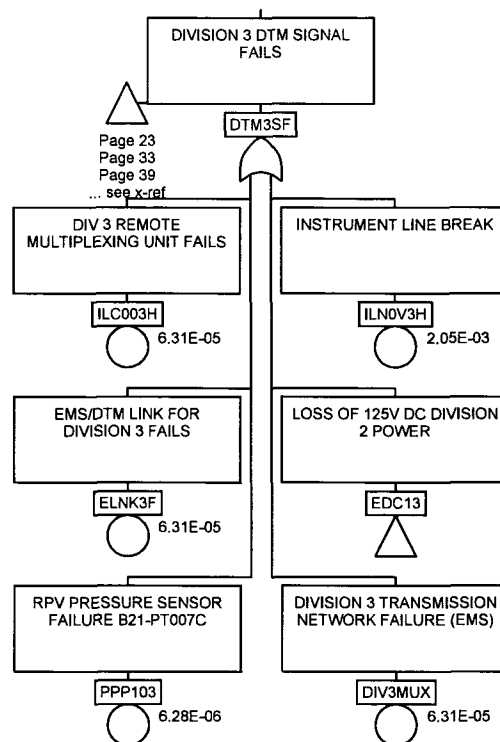 DIVISION 3 DTM SIGNAL
FAILS
DTM3SF
Page 23
Page 33
Page 39
... see x-ref
DIV 3 REMOTE
MULTIPLEXING UNIT FAILS
ILC003H
6.31E-05
INSTRUMENT LINE BREAK
ILN0V3H
2.05E-03
EMS/DTM LINK FOR
DIVISION 3 FAILS
ELNK3F
6.31E-05
LOSS OF 125V DC DIVISION
2 POWER
EDC13
RPV PRESSURE SENSOR
FAILURE B21-PT007C
PPP103
6.28E-06
DIVISION 3 TRANSMISSION
NETWORK FAILURE (EMS)
DIV3MUX
6.31E-05